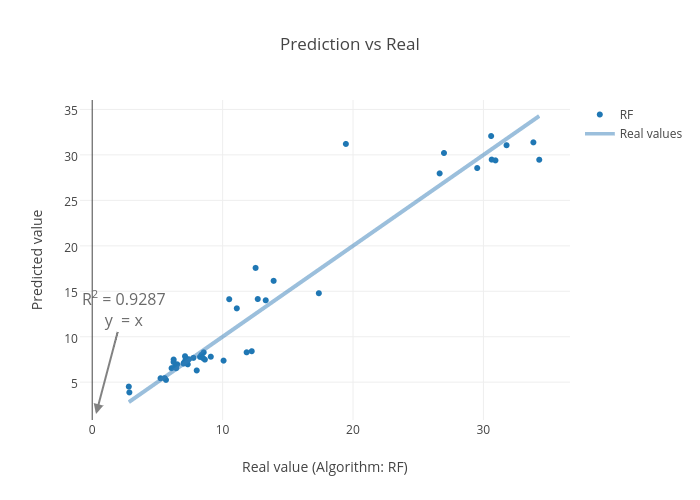 Prediction vs Real
35
30
25
20
15
10
5
0
10
20
30
Predicted value
Real value (Algorithm: RF)
R² = 0.9287
y = x
RF
Real values